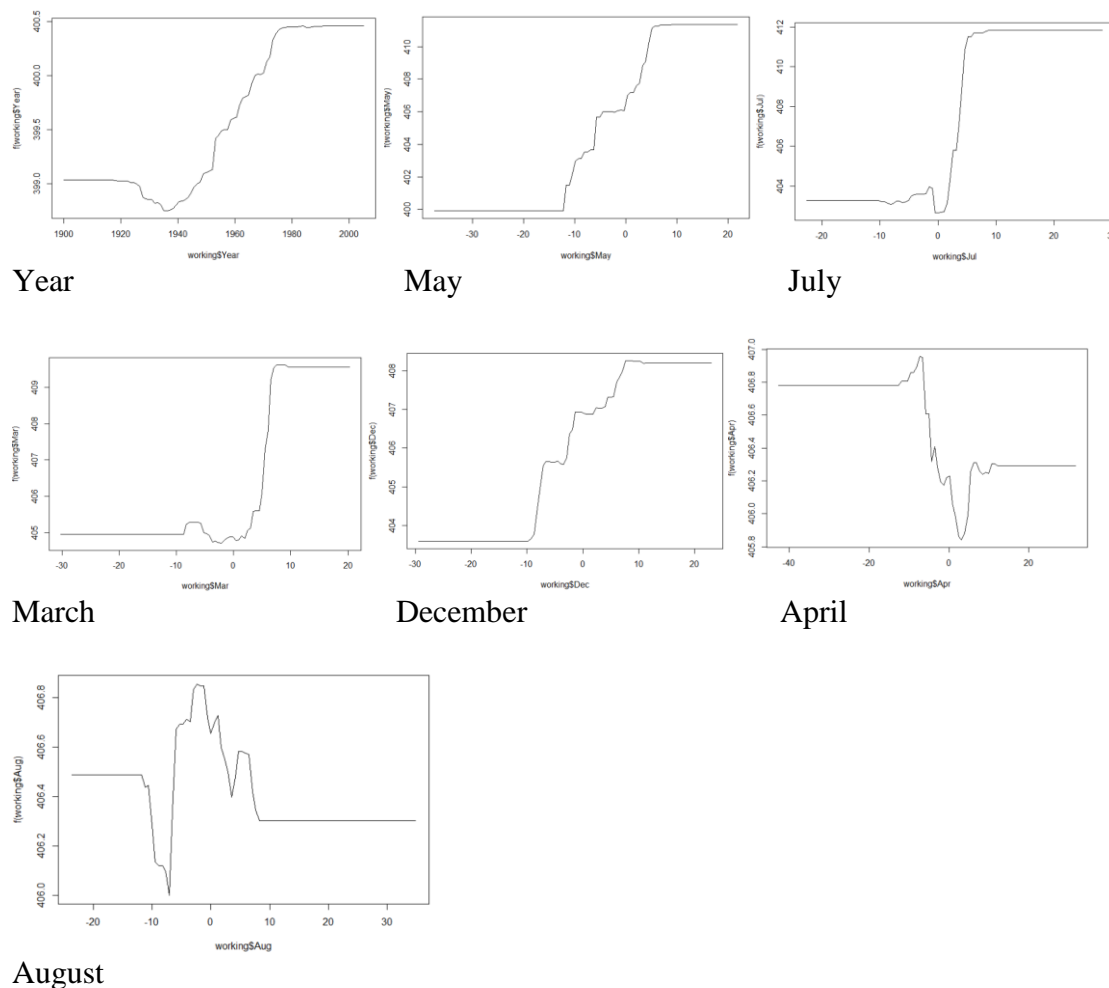 f(working$Year)
400.5
400.0
399.5
399.0
1900 1920 1940 1960 1980 2000
working$Year
Year
f(working$May)
410
408
406
404
402
400
-30 -20 -10 0 10 20
working$May
May
f(working$Jul)
412
410
408
406
404
-20 -10 0 10 20 30
working$Jul
July
f(working$Mar)
409
408
407
406
405
-30 -20 -10 0 10 20
working$Mar
March
f(working$Dec)
408
407
406
405
404
-30 -20 -10 0 10 20
working$Dec
December
f(working$Apr)
407.0
406.8
406.6
406.4
406.2
406.0
405.8
-40 -20 0 20
working$Apr
April
f(working$Aug)
406.8
406.6
406.4
406.2
406.0
-20 -10 0 10 20 30
working$Aug
August